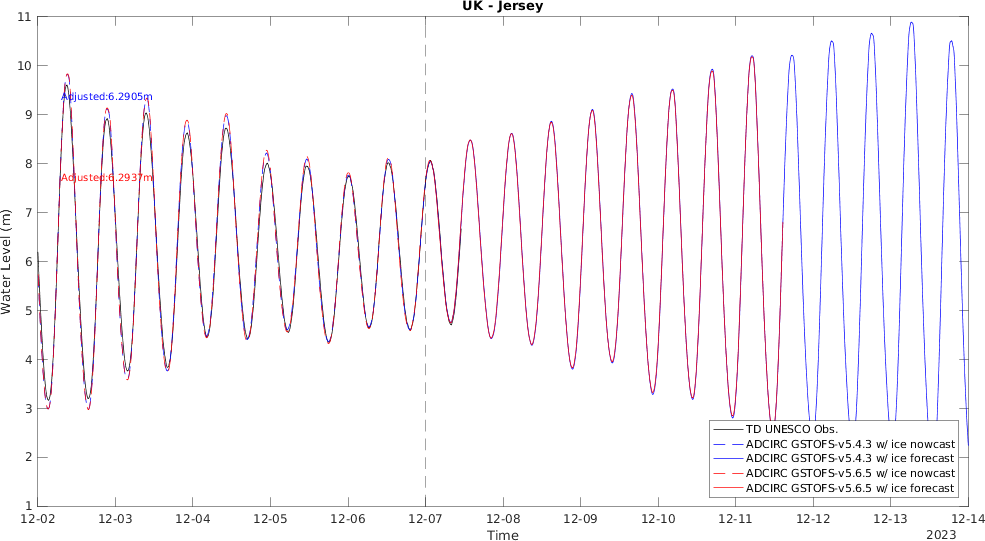 UK - Jersey
11
10
9
8
7
6
5
4
3
2
1
Water Level (m)
Adjusted:6.2905m
Adjusted:6.2937m
TD UNESCO Obs.
ADCIRC GSTOFS-v5.4.3 w/ ice nowcast
ADCIRC GSTOFS-v5.4.3 w/ ice forecast
ADCIRC GSTOFS-v5.6.5 w/ ice nowcast
ADCIRC GSTOFS-v5.6.5 w/ ice forecast
12-02 12-03 12-04 12-05 12-06 12-07 12-08 12-09 12-10 12-11 12-12 12-13 12-14
Time
2023